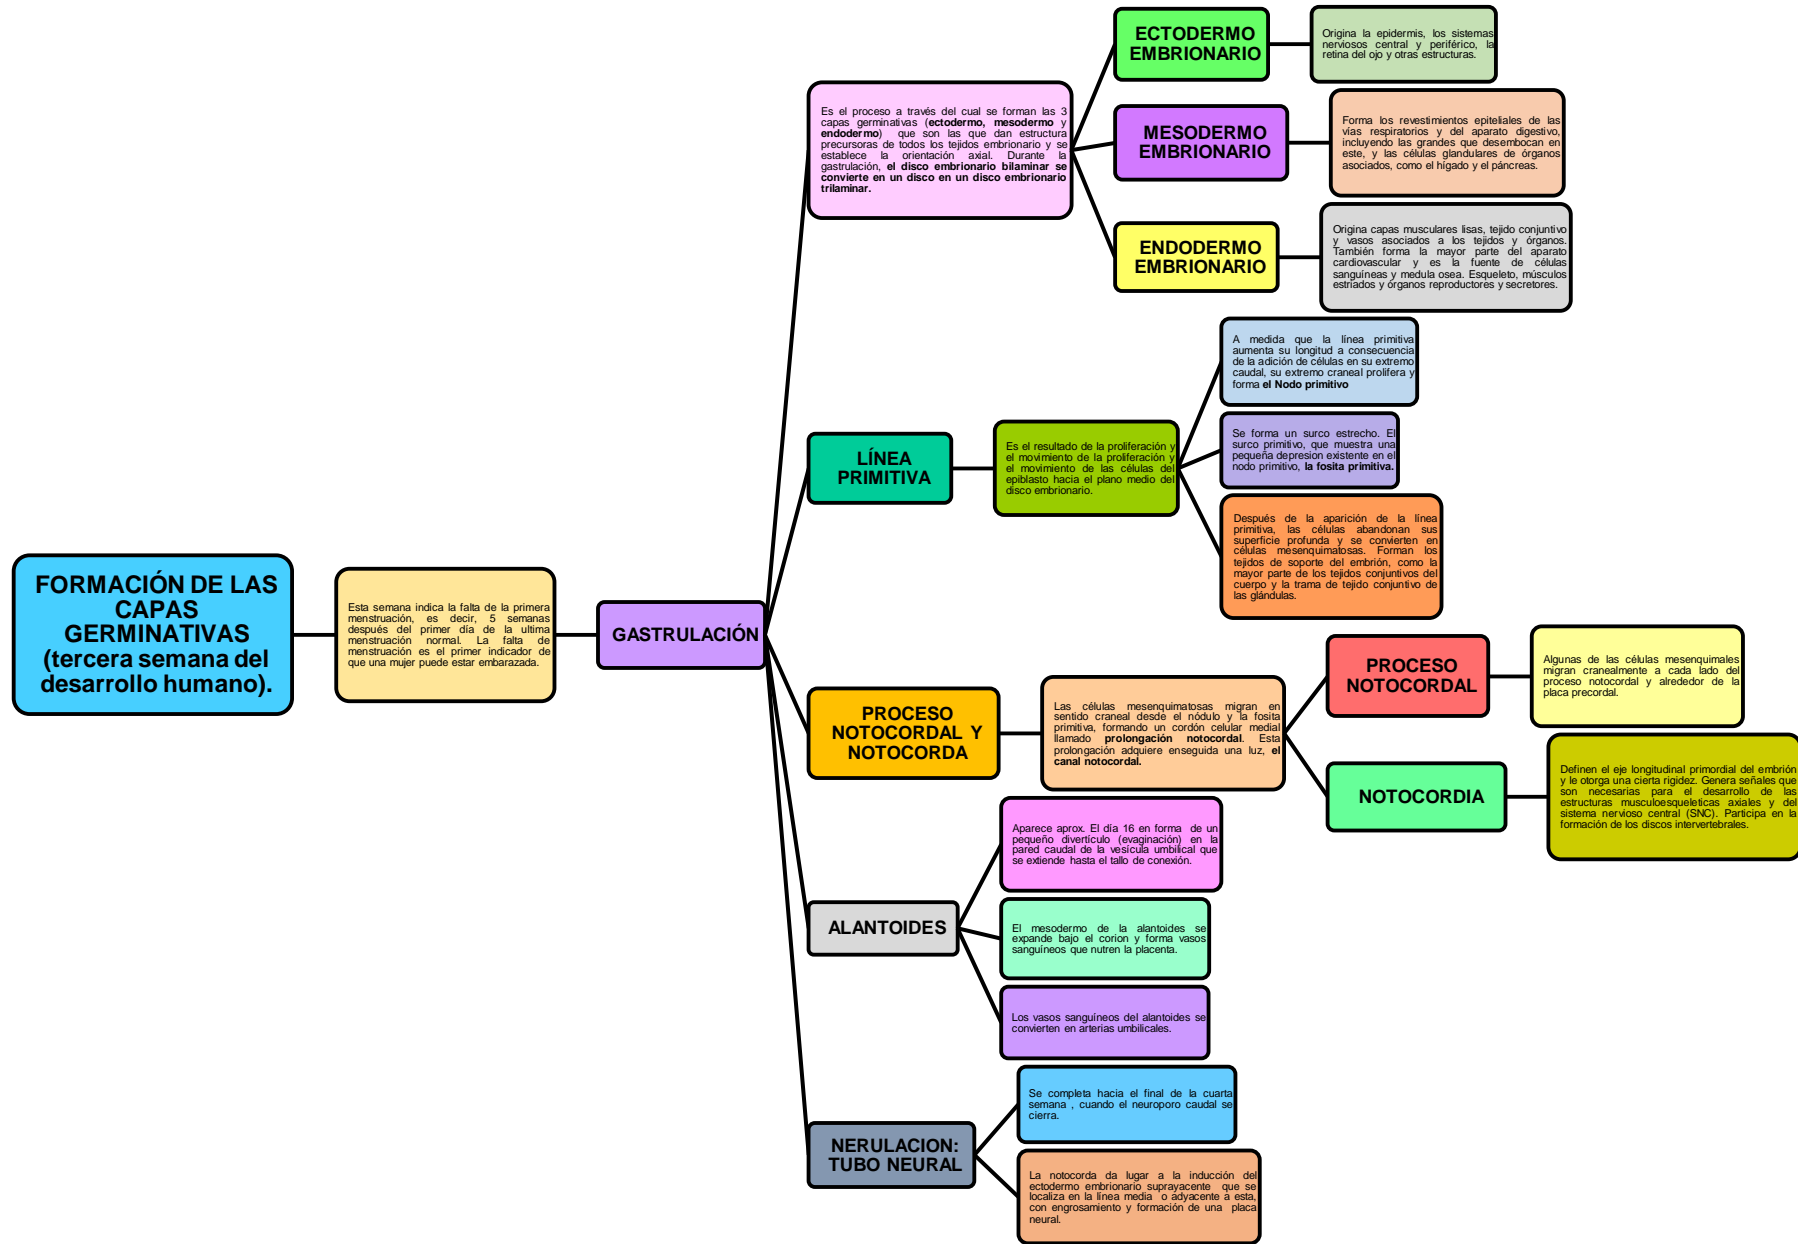 FORMACIÓN DE LAS
CAPAS
GERMINATIVAS
(tercera semana del
desarrollo humano).
Esta semana indica la falta de la primera
menstruación, es decir, 5 semanas
después del primer día de la ultima
menstruación normal. La falta de
menstruación es el primer indicador de
que una mujer puede estar embarazada.
GASTRULACIÓN
Es el proceso a través del cual se forman las 3
capas germinativas (ectodermo, mesodermo y
endodermo) que son las que dan estructura
precursoras de todos los tejidos embrionario y se
establece la orientación axial. Durante la
gastrulación, el disco embrionario bilaminar se
convierte en un disco en un disco embrionario
trilaminar.
ECTODERMO
EMBRIONARIO
Origina la epidermis, los sistemas
nerviosos central y periférico, la
retina del ojo y otras estructuras.
MESODERMO
EMBRIONARIO
Forma los revestimientos epiteliales de las
vías respiratorios y del aparato digestivo,
incluyendo las grandes que desembocan en
este, y las células glandulares de órganos
asociados, como el hígado y el páncreas.
ENDODERMO
EMBRIONARIO
Origina capas musculares lisas, tejido conjuntivo
y vasos asociados a los tejidos y órganos.
También forma la mayor parte del aparato
cardiovascular y es la fuente de células
sanguíneas y medula osea. Esqueleto, músculos
estriados y órganos reproductores y secretores.
LÍNEA
PRIMITIVA
Es el resultado de la proliferación y
el movimiento de la proliferación y
el movimiento de las células del
epiblasto hacia el plano medio del
disco embrionario.
A medida que la línea primitiva
aumenta su longitud a consecuencia
de la adición de células en su extremo
caudal, su extremo craneal prolifera y
forma el Nodo primitivo
Se forma un surco estrecho. El
surco primitivo, que muestra una
pequeña depresion existente en el
nodo primitivo, la fosita primitiva.
Después de la aparición de la línea
primitiva, las células abandonan sus
superficie profunda y se convierten en
células mesenquimatosas. Forman los
tejidos de soporte del embrión, como la
mayor parte de los tejidos conjuntivos del
cuerpo y la trama de tejido conjuntivo de
las glándulas.
PROCESO
NOTOCORDAL Y
NOTOCORDA
Las células mesenquimatosas migran en
sentido craneal desde el nódulo y la fosita
primitiva, formando un cordón celular medial
llamado prolongación notocordal. Esta
prolongación adquiere enseguida una luz, el
canal notocordal.
PROCESO
NOTOCORDAL
Algunas de las células mesenquimales
migran cranealmente a cada lado del
proceso notocordal y alrededor de la
placa precordal.
NOTOCORDIA
Definen el eje longitudinal primordial del embrión
y le otorga una cierta rigidez. Genera señales que
son necesarias para el desarrollo de las
estructuras musculoesqueleticas axiales y del
sistema nervioso central (SNC). Participa en la
formación de los discos intervertebrales.
ALANTOIDES
Aparece aprox. El día 16 en forma de un
pequeño divertículo (evaginación) en la
pared caudal de la vesícula umbilical que
se extiende hasta el tallo de conexión.
El mesodermo de la alantoides se
expande bajo el corion y forma vasos
sanguíneos que nutren la placenta.
Los vasos sanguíneos del alantoides se
convierten en arterias umbilicales.
NERULACION:
TUBO NEURAL
Se completa hacia el final de la cuarta
semana , cuando el neuroporo caudal se
cierra.
La notocorda da lugar a la inducción del
ectodermo embrionario suprayacente que se
localiza en la línea media o adyacente a esta,
con engrosamiento y formación de una placa
neural.